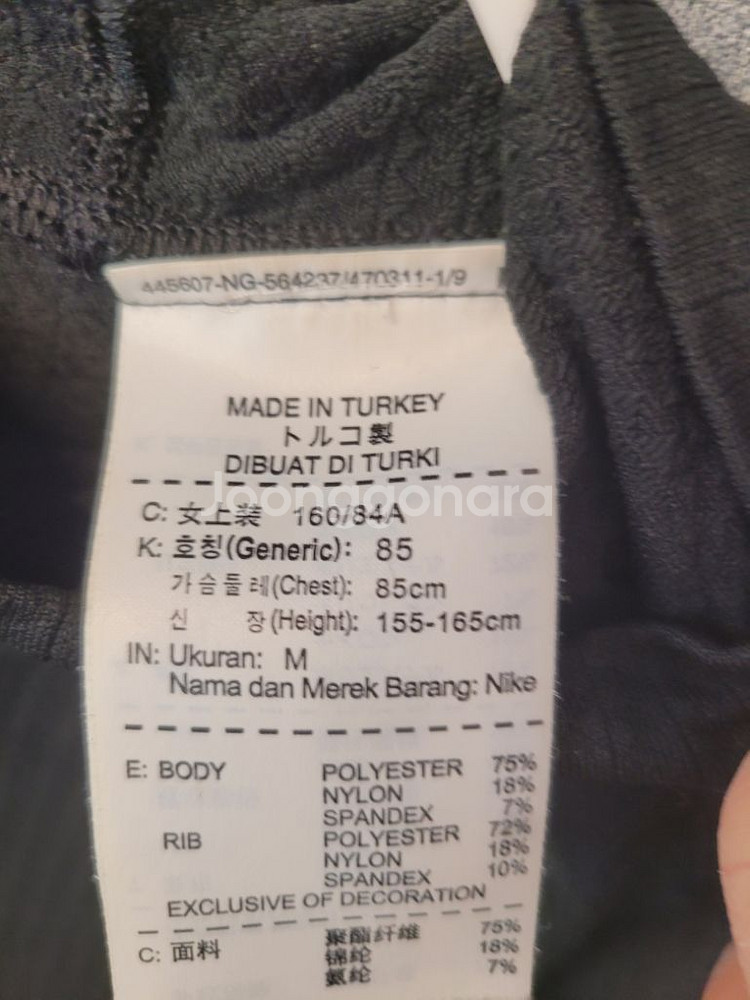 445607-NG-564237/470311-1/9
MADE IN TURKEY
トルコ製
DIBUAT DI TURKI
Joonggonara
C: 女上装 160/84A
K: 호칭(Generic): 85
가슴둘레(Chest): 85cm
신 장(Height): 155-165cm
IN: Ukuran: M
Nama dan Merek Barang: Nike
E: BODY POLYESTER 75%
NYLON 18%
SPANDEX 7%
RIB POLYESTER 72%
NYLON 18%
SPANDEX 10%
EXCLUSIVE OF DECORATION
C: 面料 聚酯纤维 75%
锦纶 18%
氨纶 7%